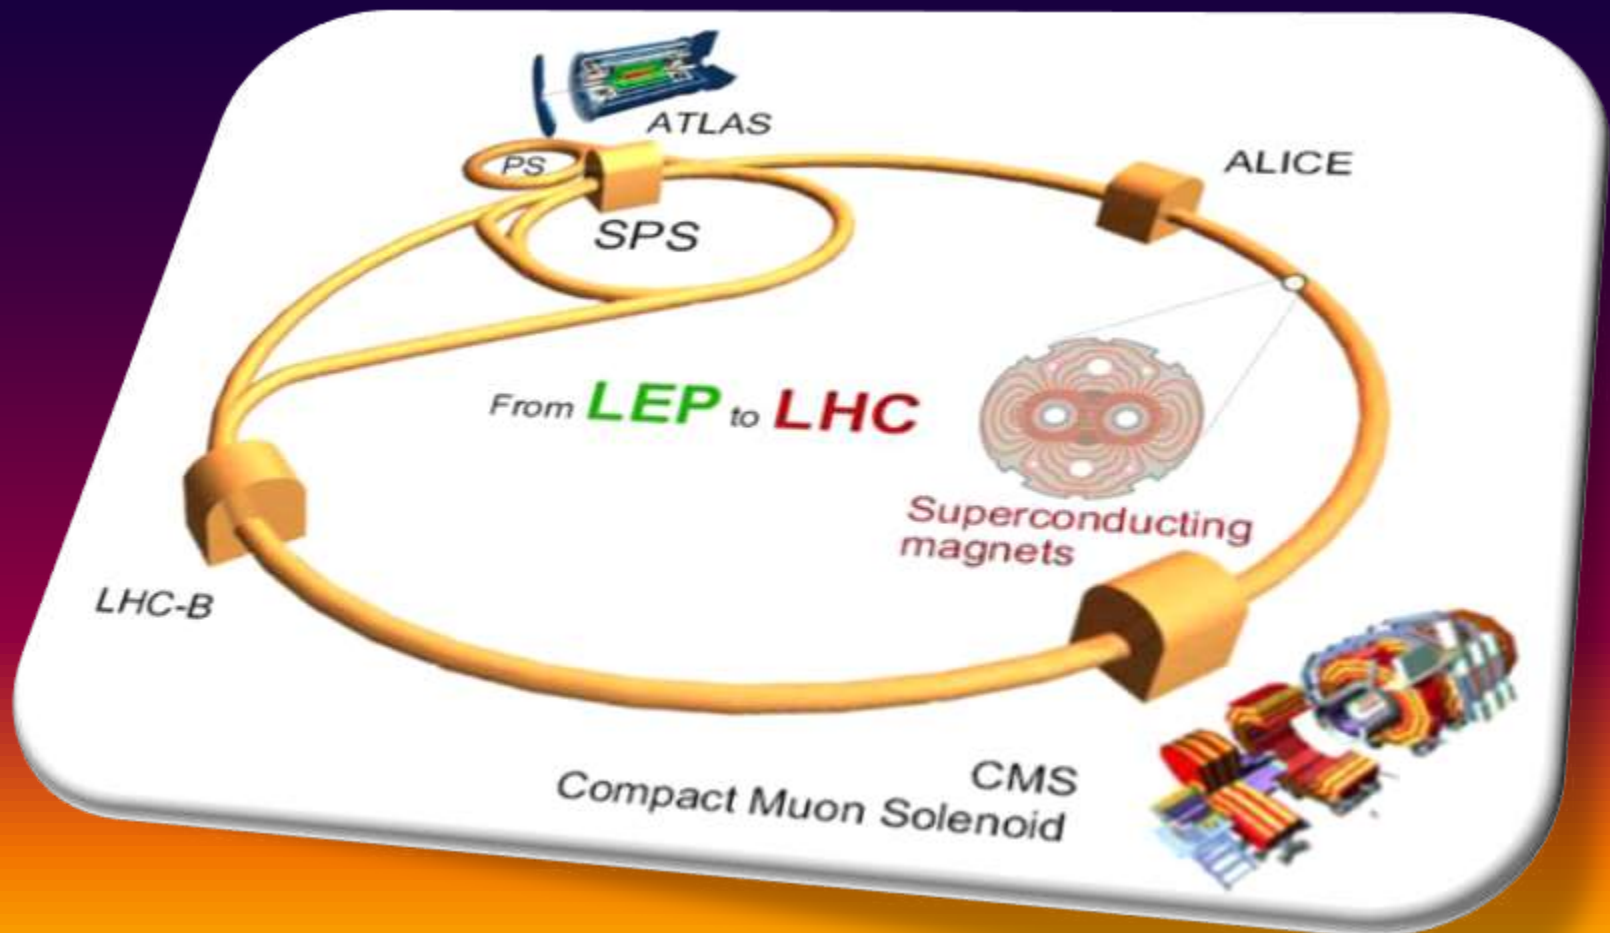 ATLAS
PS
ALICE
SPS
From LEP to LHC
Superconducting
magnets
LHC-B
CMS
Compact Muon Solenoid